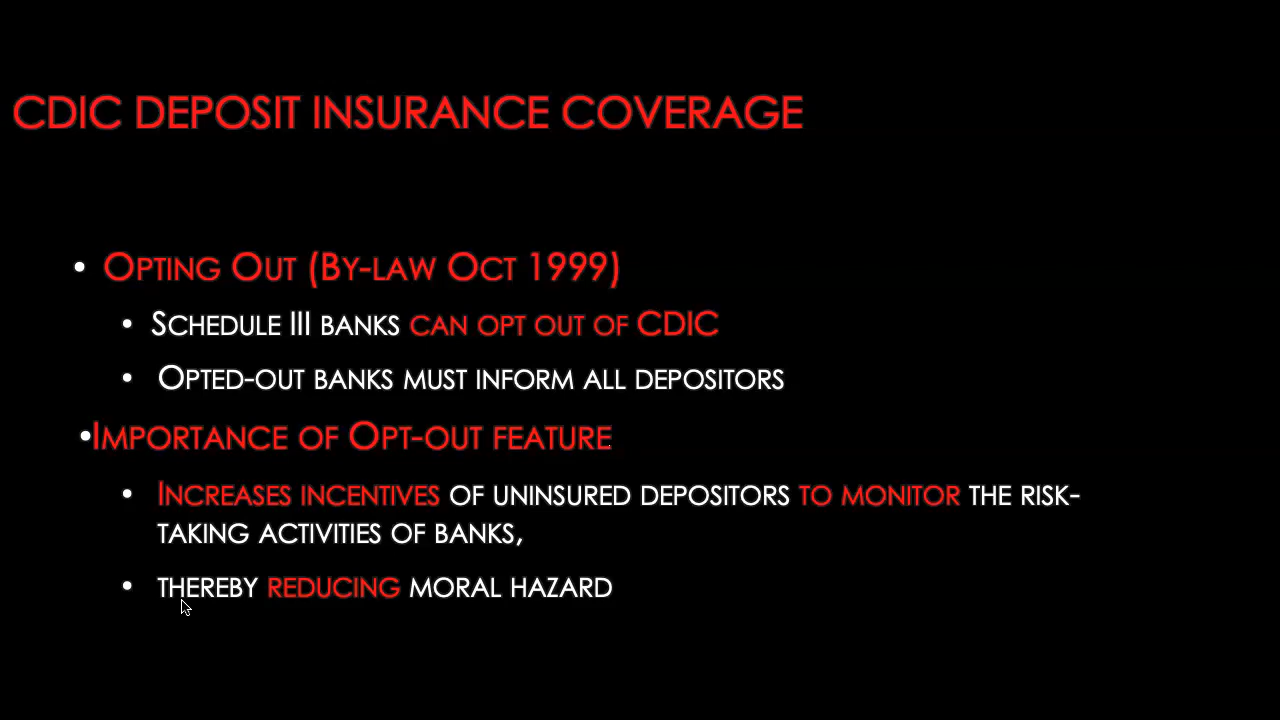 CDIC DEPOSIT INSURANCE COVERAGE
• OPTING OUT (BY-LAW OCT 1999)
• SCHEDULE III BANKS CAN OPT OUT OF CDIC
• OPTED-OUT BANKS MUST INFORM ALL DEPOSITORS
•IMPORTANCE OF OPT-OUT FEATURE.
• INCREASES INCENTIVES OF UNINSURED DEPOSITORS TO MONITOR THE RISK-
TAKING ACTIVITIES OF BANKS,
• THEREBY REDUCING MORAL HAZARD